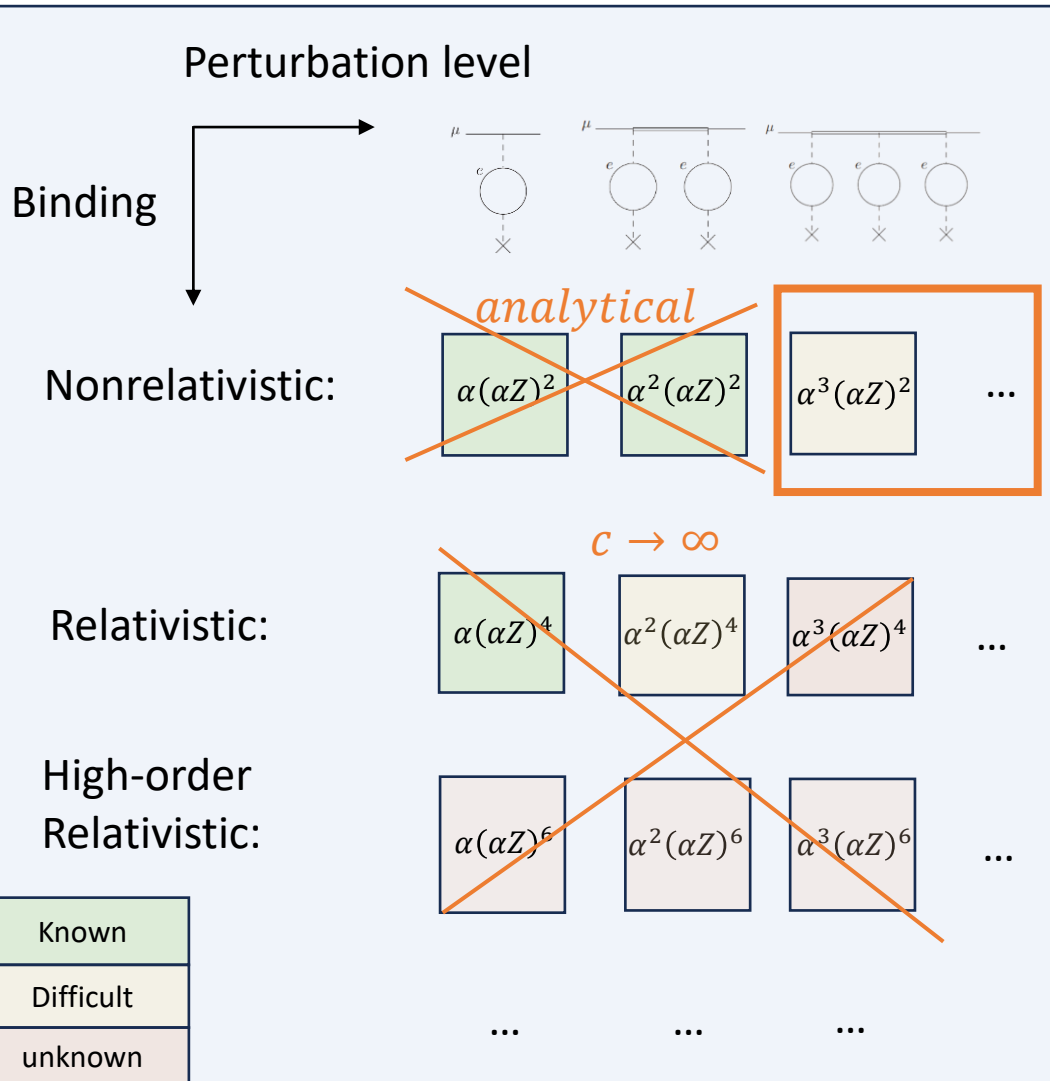 Perturbation level
μ e
μ e e
μ e e e
Binding
analytical
Nonrelativistic: α(αZ)² α²(αZ)² α³(αZ)² ...
c → ∞
Relativistic: α(αZ)⁴ α²(αZ)⁴ α³(αZ)⁴ ...
High-order
Relativistic: α(αZ)⁶ α²(αZ)⁶ α³(αZ)⁶ ...
Known
Difficult
unknown
... ... ...